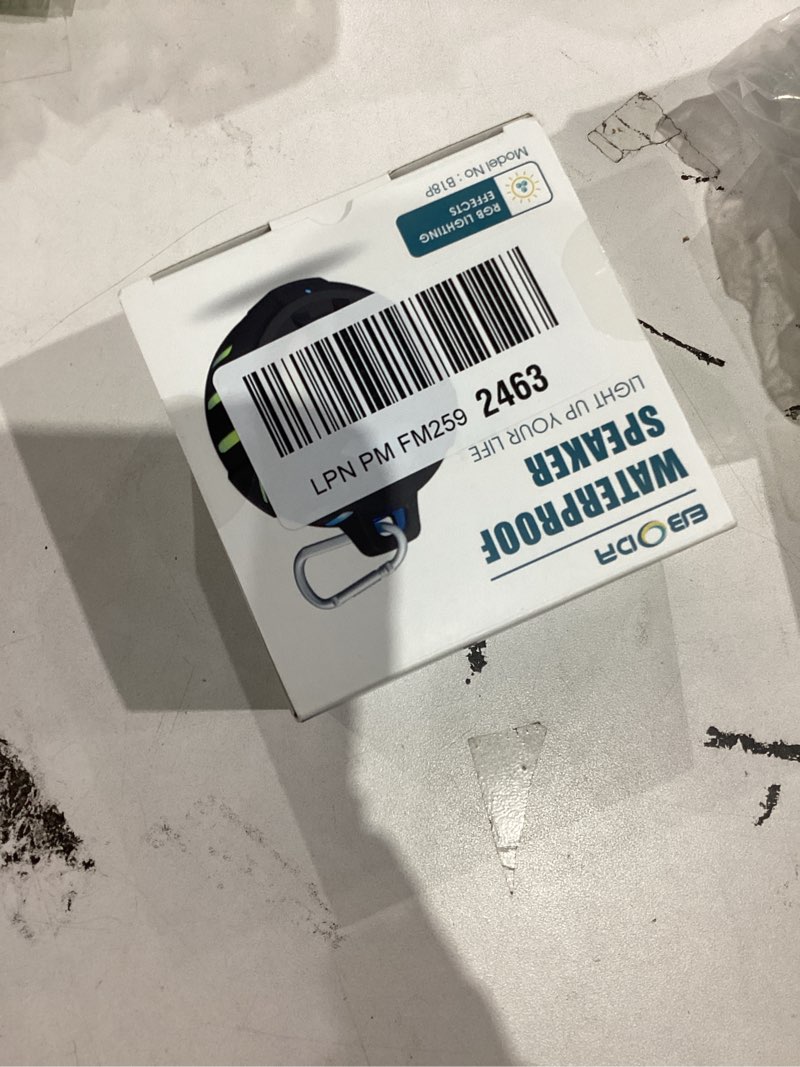 EBODA
WATERPROOF
SPEAKER
LIGHT UP YOUR LIFE
RGB LIGHTING
EFFECTS
Model No : B18P
LPN PM FM259 2463